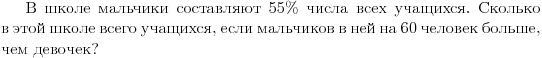 В школе мальчики составляют 55% числа всех учащихся. Сколько
в этой школе всего учащихся, если мальчиков в ней на 60 человек больше,
чем девочек?